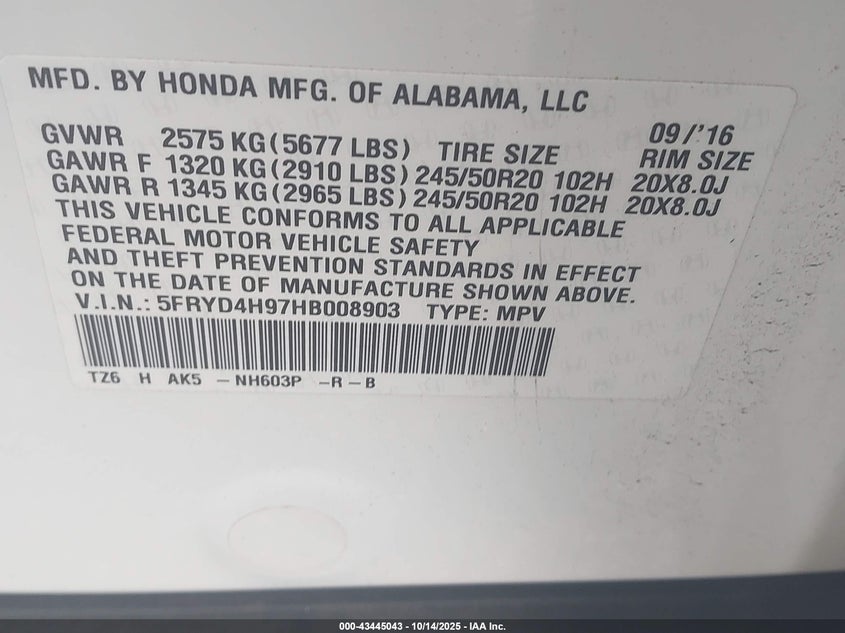 MFD. BY HONDA MFG. OF ALABAMA, LLC
09/'16
GVWR 2575 KG(5677 LBS) TIRE SIZE RIM SIZE
GAWR F 1320 KG(2910 LBS) 245/50R20 102H 20X8.0J
GAWR R 1345 KG(2965 LBS) 245/50R20 102H 20X8.0J
THIS VEHICLE CONFORMS TO ALL APPLICABLE
FEDERAL MOTOR VEHICLE SAFETY
AND THEFT PREVENTION STANDARDS IN EFFECT
ON THE DATE OF MANUFACTURE SHOWN ABOVE.
V.I.N.: 5FRYD4H97HB008903 TYPE: MPV
TZ6 H AK5 -NH603P -R-B
000-43445043 - 10/14/2025 - IAA Inc.